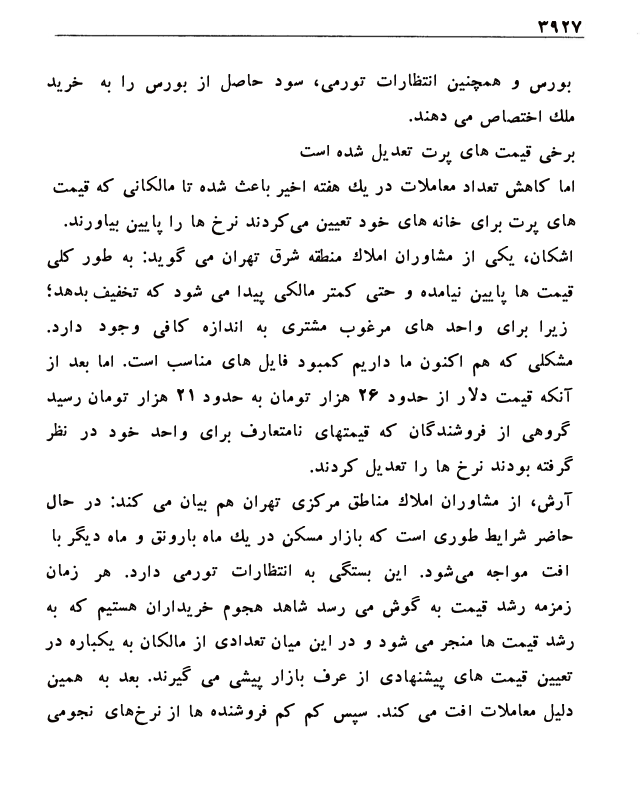 ۳۹۲۷
بورس و همچنین انتظارات تورمی، سود حاصل از بورس را به خرید
ملك اختصاص می دهند.
برخی قیمت های پرت تعدیل شده است
اما کاهش تعداد معاملات در یك هفته اخیر باعث شده تا مالکانی که قیمت
های پرت برای خانه های خود تعیین می‌کردند نرخ ها را پایین بیاورند.
اشکان، یکی از مشاوران املاك منطقه شرق تهران می گوید: به طور کلی
قیمت ها پایین نیامده و حتی کمتر مالکی پیدا می شود که تخفیف بدهد؛
زیرا برای واحد های مرغوب مشتری به اندازه کافی وجود دارد.
مشکلی که هم اکنون ما داریم کمبود فایل های مناسب است. اما بعد از
آنکه قیمت دلار از حدود ۲۶ هزار تومان به حدود ۲۱ هزار تومان رسید
گروهی از فروشندگان که قیمتهای نامتعارف برای واحد خود در نظر
گرفته بودند نرخ ها را تعدیل کردند.
آرش، از مشاوران املاك مناطق مرکزی تهران هم بیان می کند: در حال
حاضر شرایط طوری است که بازار مسکن در یك ماه بارونق و ماه دیگر با
افت مواجه می‌شود. این بستگی به انتظارات تورمی دارد. هر زمان
زمزمه رشد قیمت به گوش می رسد شاهد هجوم خریداران هستیم که به
رشد قیمت ها منجر می شود و در این میان تعدادی از مالکان به یکباره در
تعیین قیمت های پیشنهادی از عرف بازار پیشی می گیرند. بعد به همین
دلیل معاملات افت می کند. سپس کم کم فروشنده ها از نرخ‌های نجومی